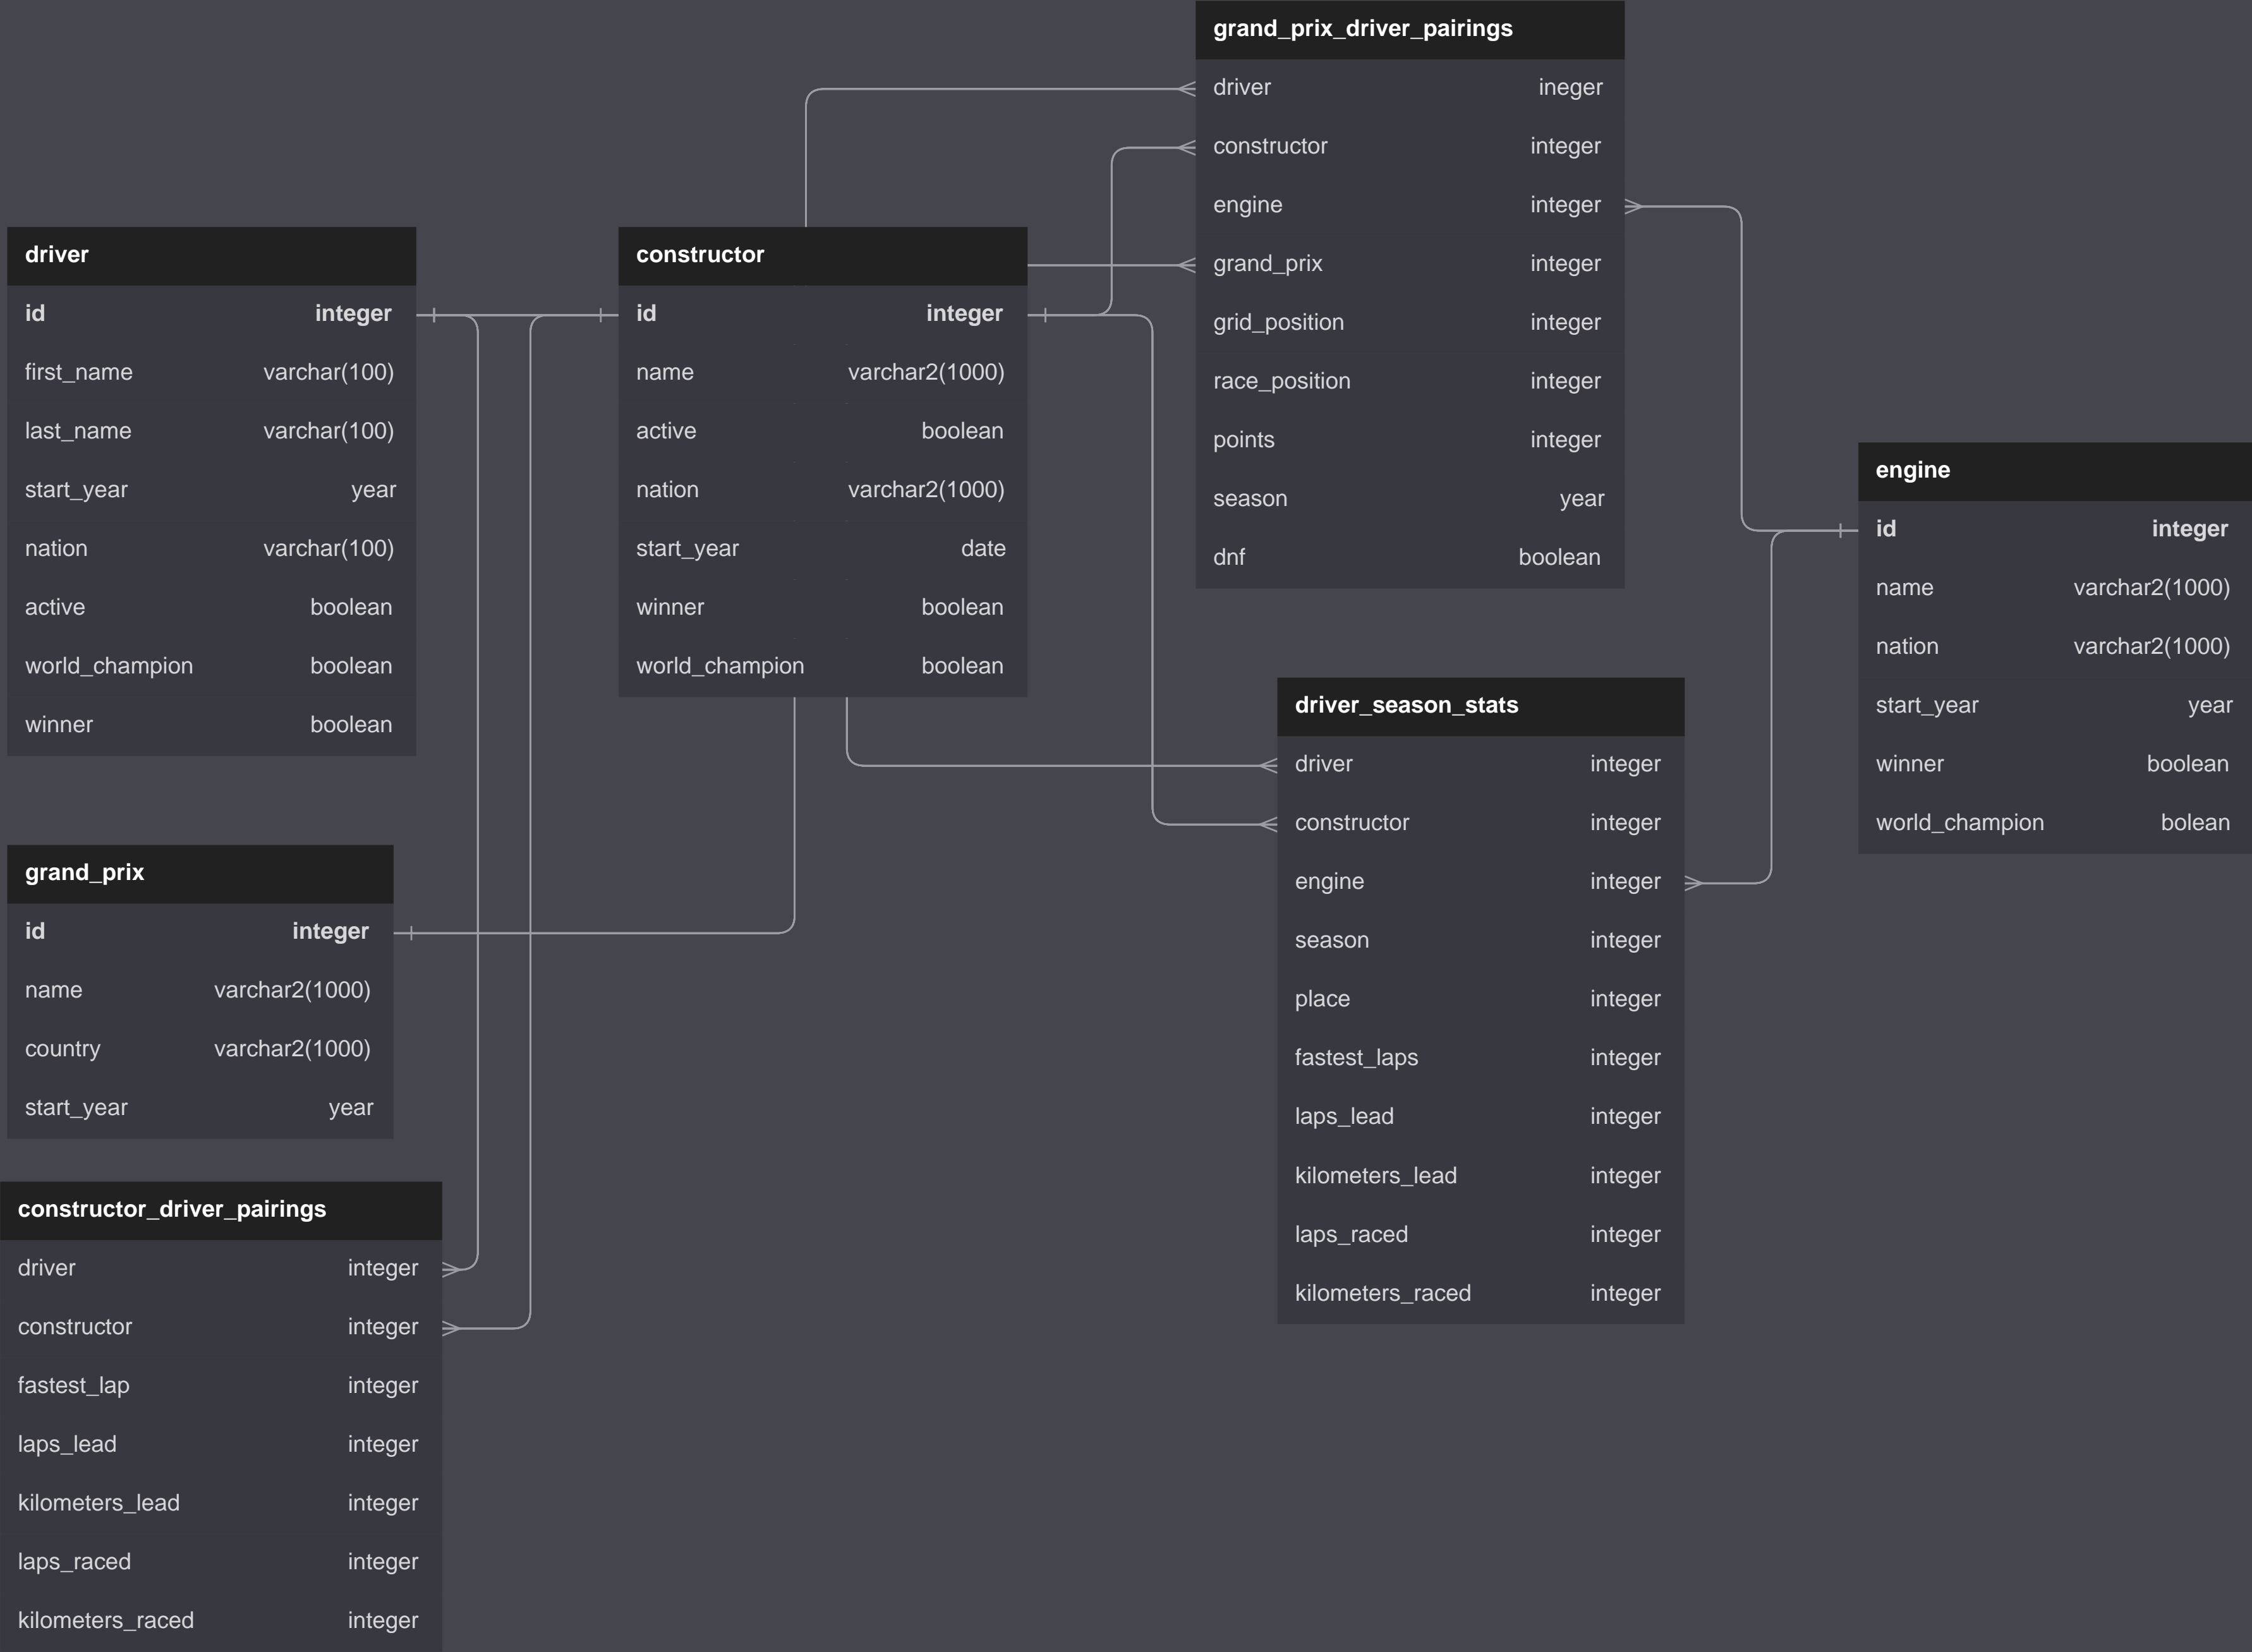 grand_prix_driver_pairings
driver ineger
constructor integer
engine integer
grand_prix integer
grid_position integer
race_position integer
points integer
season year
dnf boolean
driver
id integer
first_name varchar(100)
last_name varchar(100)
start_year year
nation varchar(100)
active boolean
world_champion boolean
winner boolean
constructor
id integer
name varchar2(1000)
active boolean
nation varchar2(1000)
start_year date
winner boolean
world_champion boolean
engine
id integer
name varchar2(1000)
nation varchar2(1000)
start_year year
winner boolean
world_champion bolean
driver_season_stats
driver integer
constructor integer
engine integer
season integer
place integer
fastest_laps integer
laps_lead integer
kilometers_lead integer
laps_raced integer
kilometers_raced integer
grand_prix
id integer
name varchar2(1000)
country varchar2(1000)
start_year year
constructor_driver_pairings
driver integer
constructor integer
fastest_lap integer
laps_lead integer
kilometers_lead integer
laps_raced integer
kilometers_raced integer